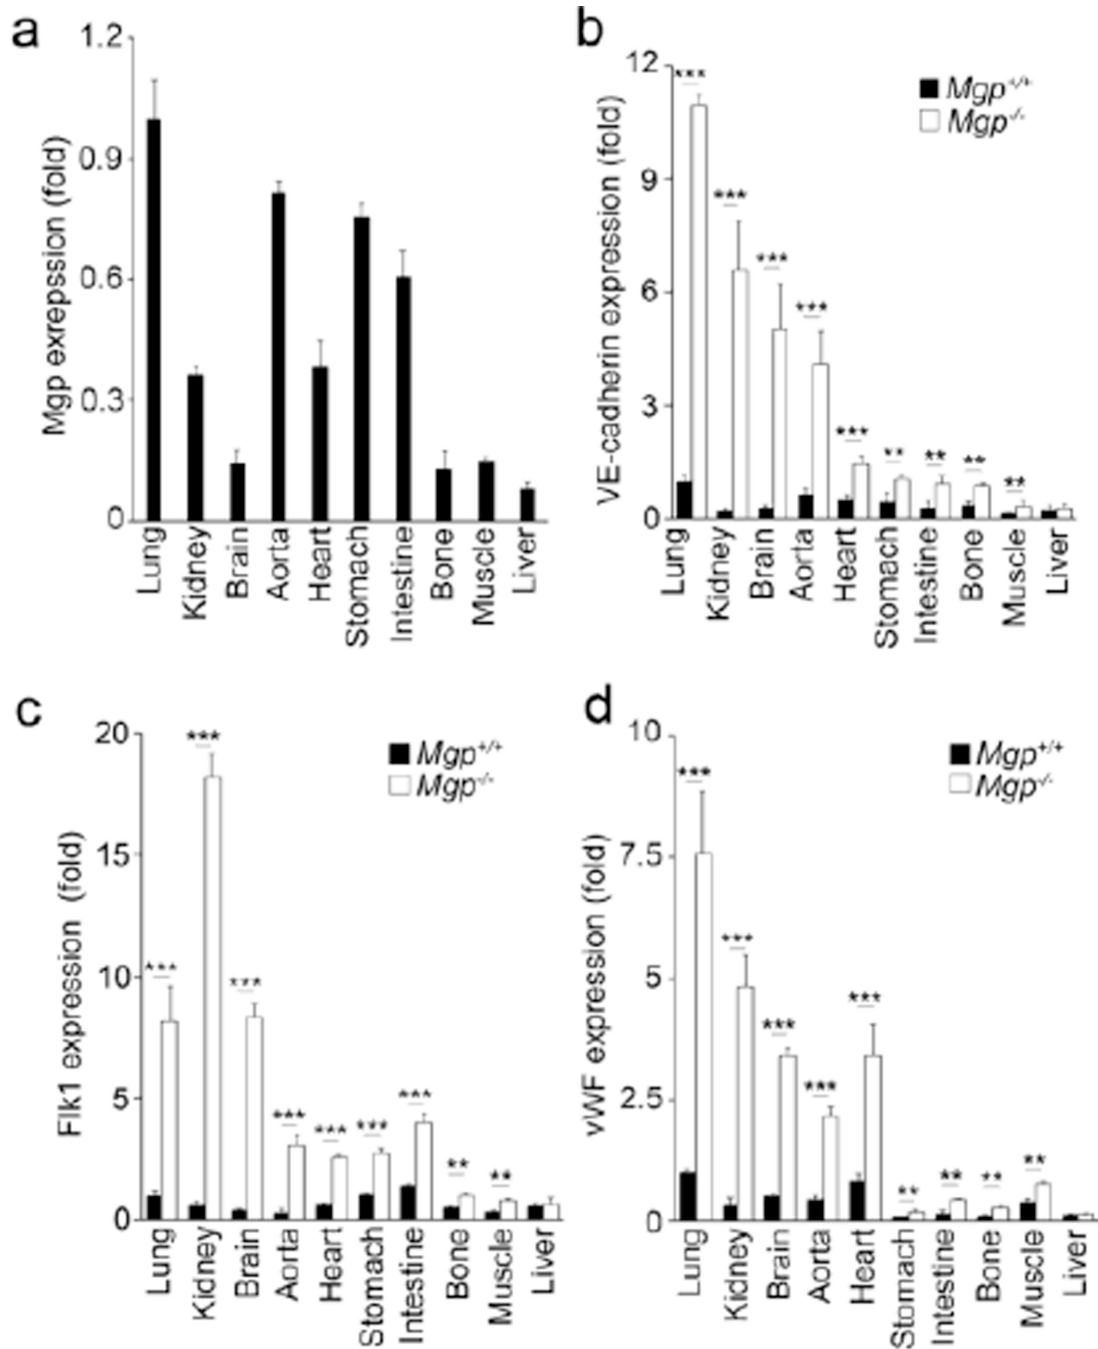 a
1.2
0.9
0.6
0.3
0
Mgp exrepssion (fold)
Lung
Kidney
Brain
Aorta
Heart
Stomach
Intestine
Bone
Muscle
Liver
b
12
9
6
3
0
VE-cadherin expression (fold)
Mgp+/+
Mgp-/-
***
***
***
***
***
**
**
**
**
Lung
Kidney
Brain
Aorta
Heart
Stomach
Intestine
Bone
Muscle
Liver
c
20
15
10
5
0
Flk1 expression (fold)
Mgp+/+
Mgp-/-
***
***
***
***
***
***
***
**
**
Lung
Kidney
Brain
Aorta
Heart
Stomach
Intestine
Bone
Muscle
Liver
d
10
7.5
5
2.5
0
vWF expression (fold)
Mgp+/+
Mgp-/-
***
***
***
***
***
**
**
**
**
Lung
Kidney
Brain
Aorta
Heart
Stomach
Intestine
Bone
Muscle
Liver